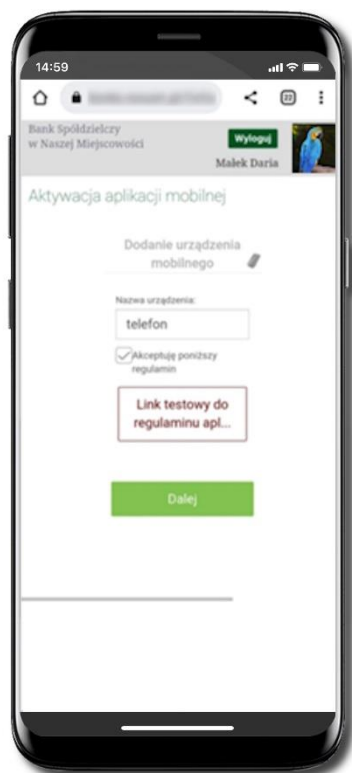 14:59
22
Bank Spółdzielczy
w Naszej Miejscowości
Wyloguj
Małek Daria
Aktywacja aplikacji mobilnej
Dodanie urządzenia
mobilnego
Nazwa urządzenia:
telefon
Akceptuję poniższy
regulamin
Link testowy do
regulaminu apl...
Dalej